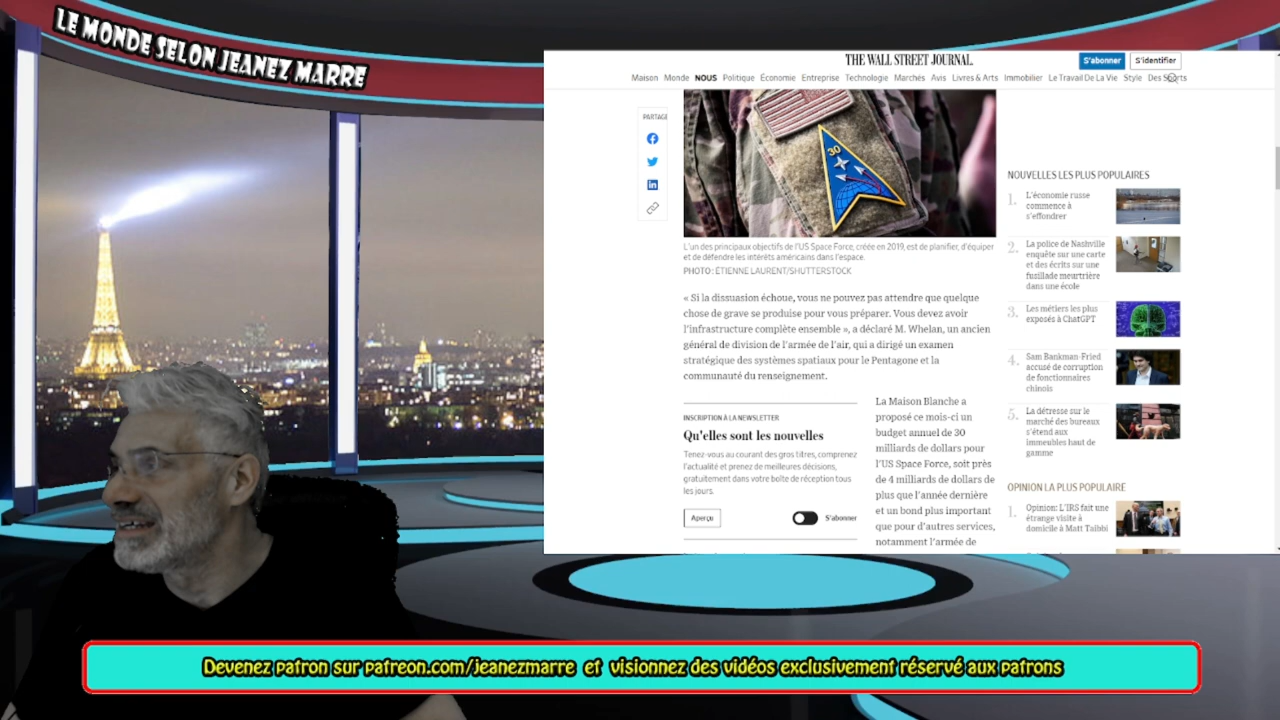 LE MONDE SELON JEANEZ MARRE
THE WALL STREET JOURNAL.
S'abonner
S'identifier
Maison Monde NOUS Politique Économie Entreprise Technologie Marchés Avis Livres & Arts Immobilier Le Travail De La Vie Style Des Sports
PARTAGE
30
L'un des principaux objectifs de l'US Space Force, créée en 2019, est de planifier, d'équiper
et de défendre les intérêts américains dans l'espace.
PHOTO: ÉTIENNE LAURENT/SHUTTERSTOCK
« Si la dissuasion échoue, vous ne pouvez pas attendre que quelque
chose de grave se produise pour vous préparer. Vous devez avoir
l'infrastructure complète ensemble », a déclaré M. Whelan, un ancien
général de division de l'armée de l'air, qui a dirigé un examen
stratégique des systèmes spatiaux pour le Pentagone et la
communauté du renseignement.
INSCRIPTION À LA NEWSLETTER
Qu'elles sont les nouvelles
Tenez-vous au courant des gros titres, comprenez
l'actualité et prenez de meilleures décisions,
gratuitement dans votre boîte de réception tous
les jours.
Aperçu
S'abonner
La Maison Blanche a
proposé ce mois-ci un
budget annuel de 30
milliards de dollars pour
l'US Space Force, soit près
de 4 milliards de dollars de
plus que l'année dernière
et un bond plus important
que pour d'autres services,
notamment l'armée de
NOUVELLES LES PLUS POPULAIRES
1. L'économie russe
commence à
s'effondrer
2. La police de Nashville
enquête sur une carte
et des écrits sur une
fusillade meurtrière
dans une école
3. Les métiers les plus
exposés à ChatGPT
4. Sam Bankman-Fried
accusé de corruption
de fonctionnaires
chinois
5. La détresse sur le
marché des bureaux
s'étend aux
immeubles haut de
gamme
OPINION LA PLUS POPULAIRE
1. Opinion: L'IRS fait une
étrange visite à
domicile à Matt Taibbi
Devenez patron sur patreon.com/jeanezmarre et visionnez des vidéos exclusivement réservé aux patrons